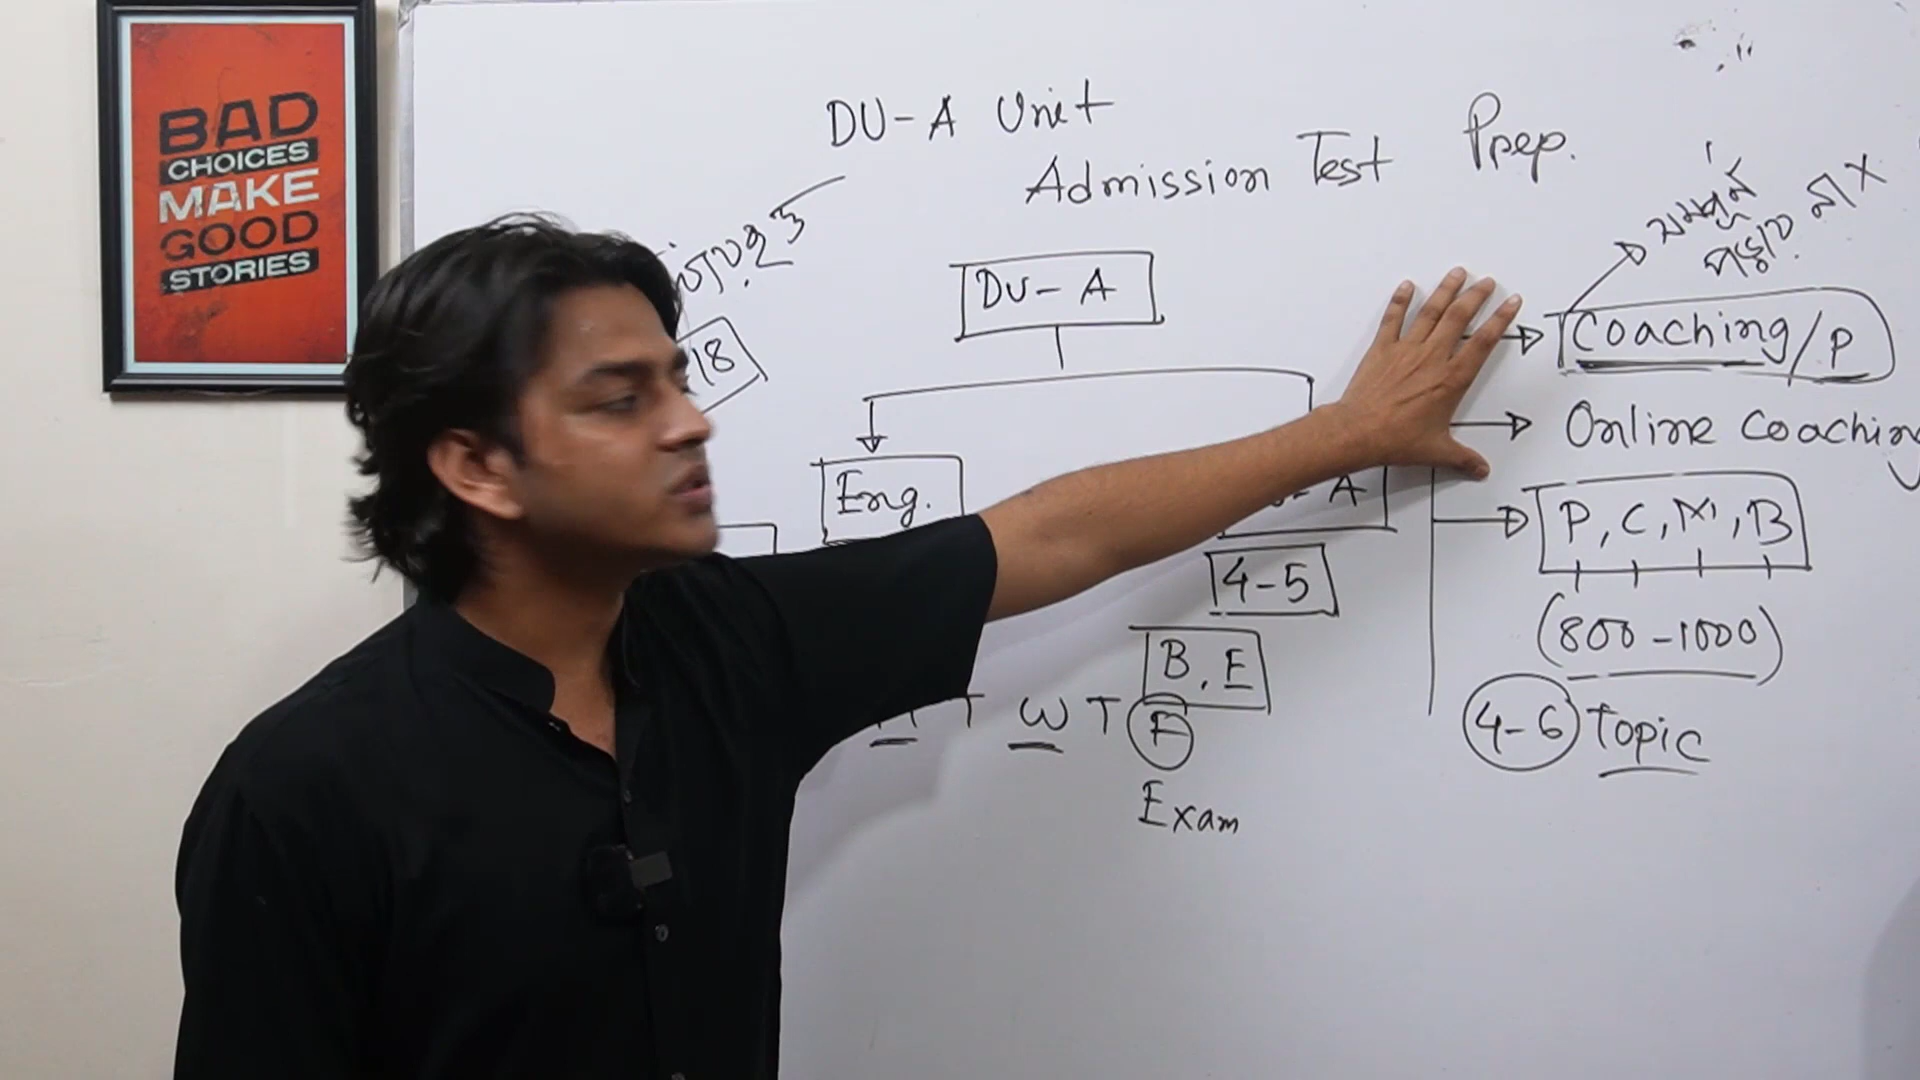 BAD
CHOICES
MAKE
GOOD
STORIES
DU-A Unit
Admission Test Prep.
DU-A
18
Eng.
A
4-5
B, E
T W T F
Exam
সম্পূর্ণ
না X
Coaching/P
Online Coaching
P, C, M, B
(800-1000)
4-6 Topic